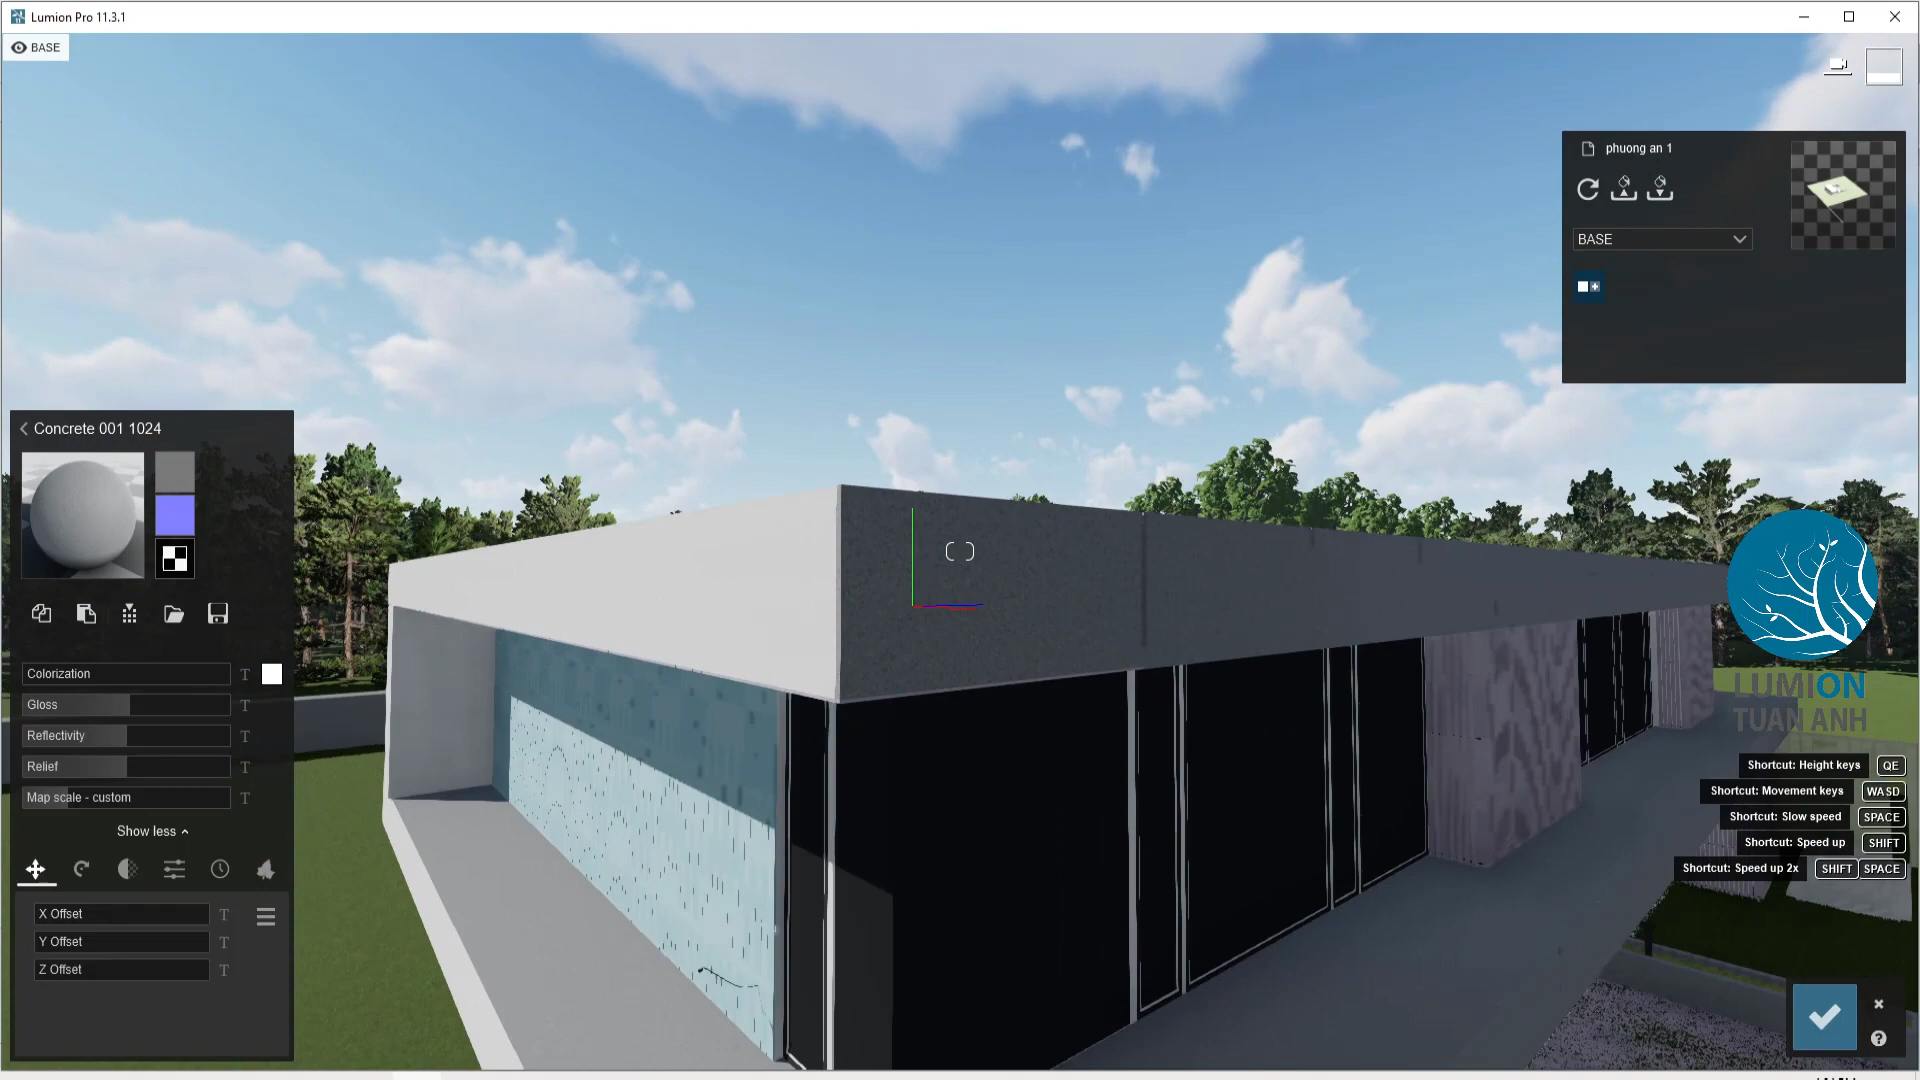 Lumion Pro 11.3.1
BASE
phuong an 1
BASE
Concrete 001 1024
Colorization T
Gloss T
Reflectivity T
Relief T
Map scale - custom T
Show less
X Offset T
Y Offset T
Z Offset T
LUMION
TUAN ANH
Shortcut: Height keys QE
Shortcut: Movement keys WASD
Shortcut: Slow speed SPACE
Shortcut: Speed up SHIFT
Shortcut: Speed up 2x SHIFT SPACE